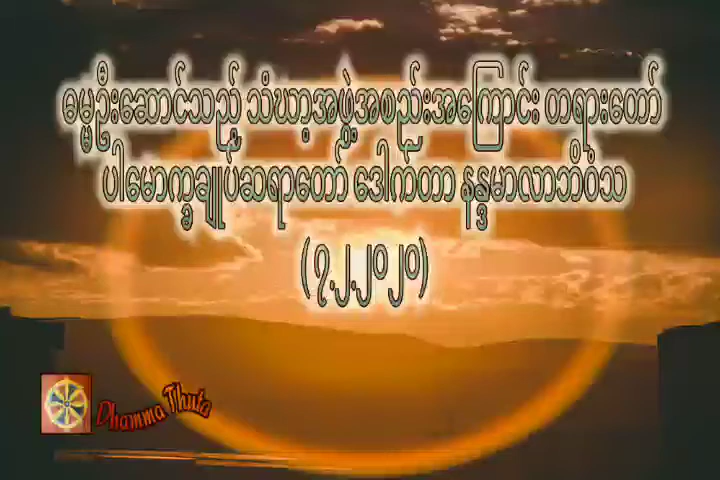 ဓမ္မဦးဆောင်သည့် သံဃာ့အဖွဲ့အစည်းအကြောင်း တရားတော်
ပါမောက္ခချုပ်ဆရာတော် ဒေါက်တာ နန္ဒမာလာဘိဝံသ
(၇.၂.၂၀၂၀)
Dhamma Thuta